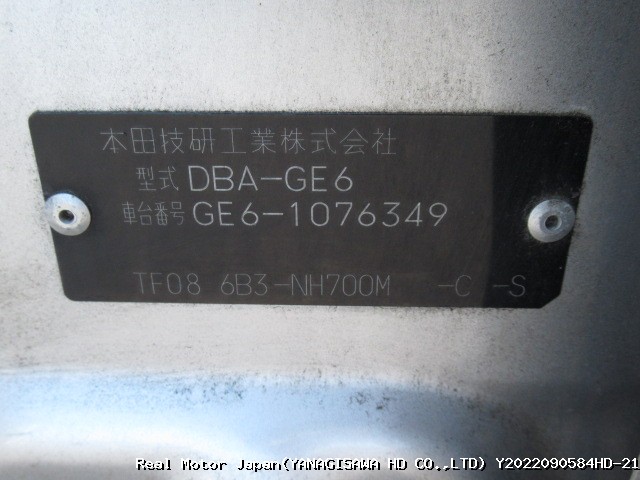 本田技研工業株式会社
型式 DBA-GE6
車台番号 GE6-1076349
TF08 6B3-NH700M -C -S
Real Motor Japan(YANAGISAWA HD CO.,LTD) Y2022090584HD-21